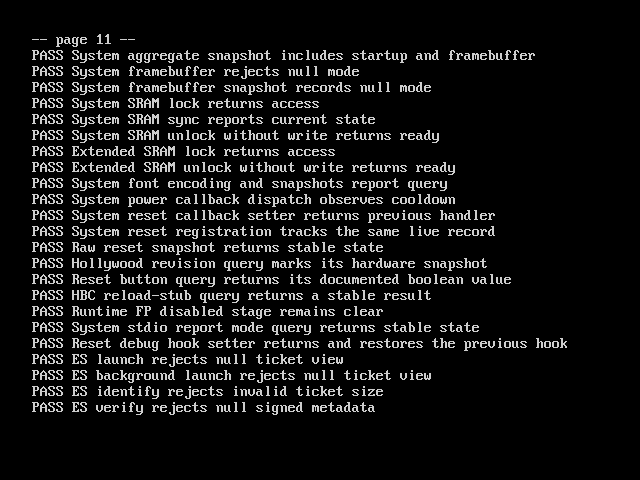 -- page 11 --
PASS System aggregate snapshot includes startup and framebuffer
PASS System framebuffer rejects null mode
PASS System framebuffer snapshot records null mode
PASS System SRAM lock returns access
PASS System SRAM sync reports current state
PASS System SRAM unlock without write returns ready
PASS Extended SRAM lock returns access
PASS Extended SRAM unlock without write returns ready
PASS System font encoding and snapshots report query
PASS System power callback dispatch observes cooldown
PASS System reset callback setter returns previous handler
PASS System reset registration tracks the same live record
PASS Raw reset snapshot returns stable state
PASS Hollywood revision query marks its hardware snapshot
PASS Reset button query returns its documented boolean value
PASS HBC reload-stub query returns a stable result
PASS Runtime FP disabled stage remains clear
PASS System stdio report mode query returns stable state
PASS Reset debug hook setter returns and restores the previous hook
PASS ES launch rejects null ticket view
PASS ES background launch rejects null ticket view
PASS ES identify rejects invalid ticket size
PASS ES verify rejects null signed metadata